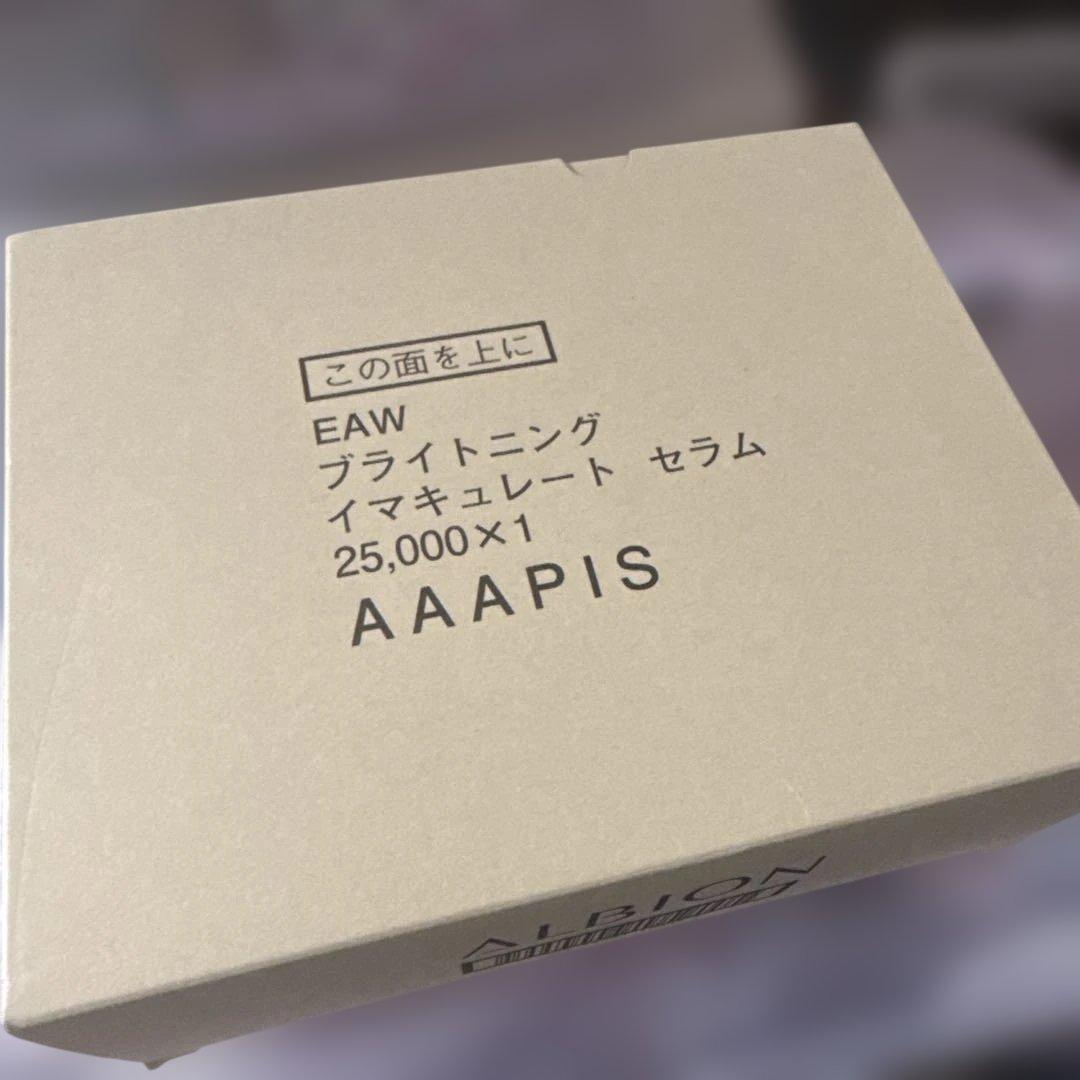 この面を上に
EAW
ブライトニング
イマキュレート セラム
25,000×1
AAAPIS
ALBION